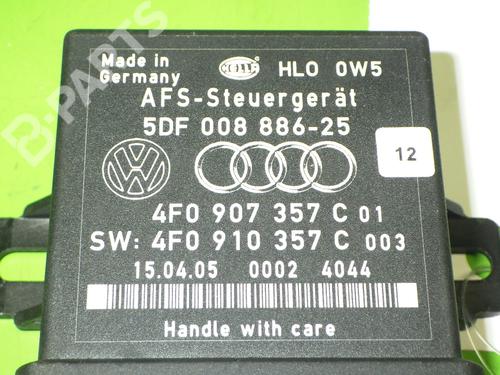 Made in
Germany
HELLA
HLO 0W5
AFS-Steuergerät
5DF 008 886-25
12
4F0 907 357 C 01
SW: 4F0 910 357 C 003
15.04.05 0002 4044
Handle with care
B-PARTS